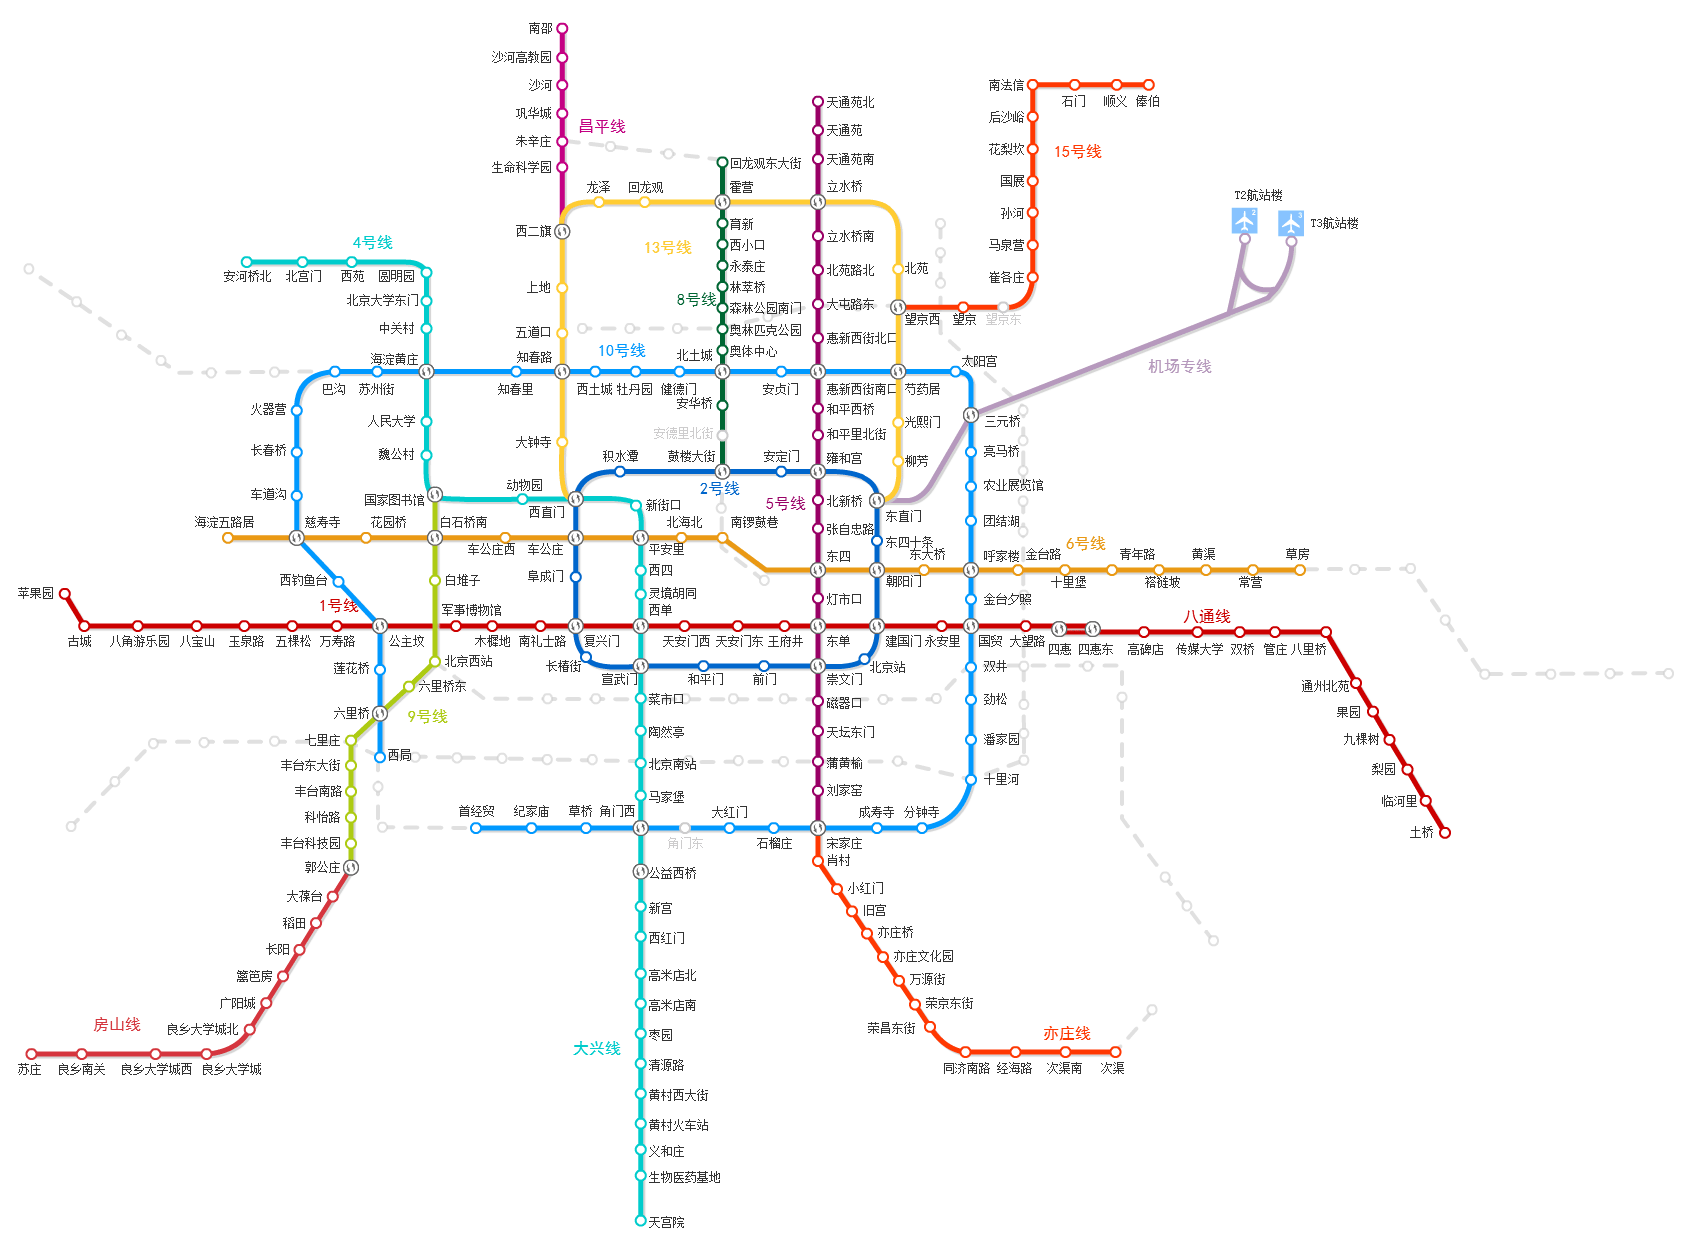 南邵
沙河高教园
沙河
巩华城
朱辛庄
生命科学园
昌平线
西二旗
龙泽
回龙观
霍营
立水桥
回龙观东大街
天通苑北
天通苑
天通苑南
南法信
石门
顺义
俸伯
后沙峪
花梨坎
国展
孙河
马泉营
崔各庄
15号线
T2航站楼
2
3
T3航站楼
4号线
安河桥北
北宫门
西苑
圆明园
北京大学东门
中关村
海淀黄庄
13号线
上地
五道口
知春路
育新
西小口
永泰庄
林萃桥
8号线
森林公园南门
奥林匹克公园
奥体中心
北土城
立水桥南
北苑路北
大屯路东
惠新西街北口
北苑
望京西
望京
望京东
太阳宫
机场专线
10号线
巴沟
苏州街
知春里
西土城
牡丹园
健德门
安贞门
惠新西街南口
芍药居
三元桥
火器营
长春桥
车道沟
人民大学
魏公村
国家图书馆
大钟寺
安华桥
安德里北街
鼓楼大街
和平西桥
和平里北街
光熙门
柳芳
亮马桥
农业展览馆
团结湖
呼家楼
积水潭
安定门
雍和宫
2号线
5号线
动物园
西直门
新街口
北新桥
东直门
张自忠路
东四十条
海淀五路居
慈寿寺
花园桥
白石桥南
车公庄西
车公庄
平安里
北海北
南锣鼓巷
东四
朝阳门
东大桥
金台路
十里堡
青年路
褡裢坡
黄渠
常营
草房
6号线
西钓鱼台
白堆子
阜成门
西四
灵境胡同
西单
灯市口
金台夕照
苹果园
1号线
古城
八角游乐园
八宝山
玉泉路
五棵松
万寿路
公主坟
军事博物馆
木樨地
南礼士路
复兴门
天安门西
天安门东
王府井
东单
建国门
永安里
国贸
大望路
四惠
四惠东
八通线
高碑店
传媒大学
双桥
管庄
八里桥
通州北苑
果园
九棵树
梨园
临河里
土桥
莲花桥
北京西站
六里桥东
六里桥
9号线
七里庄
西局
长椿街
宣武门
和平门
前门
崇文门
北京站
双井
劲松
潘家园
十里河
菜市口
陶然亭
北京南站
马家堡
磁器口
天坛东门
蒲黄榆
刘家窑
丰台东大街
丰台南路
科怡路
丰台科技园
郭公庄
首经贸
纪家庙
草桥
角门西
角门东
大红门
石榴庄
宋家庄
成寿寺
分钟寺
肖村
公益西桥
新宫
西红门
高米店北
高米店南
枣园
清源路
黄村西大街
黄村火车站
义和庄
生物医药基地
天宫院
大兴线
小红门
旧宫
亦庄桥
亦庄文化园
万源街
荣京东街
荣昌东街
同济南路
经海路
次渠南
次渠
亦庄线
大葆台
稻田
长阳
篱笆房
广阳城
良乡大学城北
房山线
苏庄
良乡南关
良乡大学城西
良乡大学城